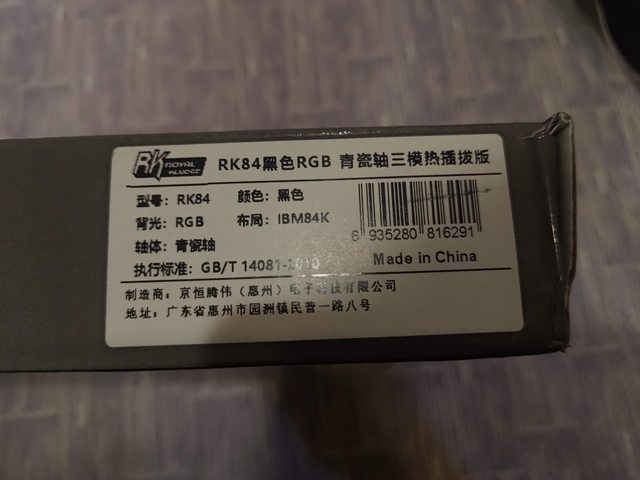 RK ROYAL KLUDGE
RK84黑色RGB 青瓷轴三模热插拔版
型号：RK84 颜色：黑色
背光：RGB 布局：IBM84K
轴体：青瓷轴
执行标准：GB/T 14081-2010
6 935280 816291
Made in China
制造商：京恒腾伟（惠州）电子科技有限公司
地址：广东省惠州市园洲镇民营一路八号